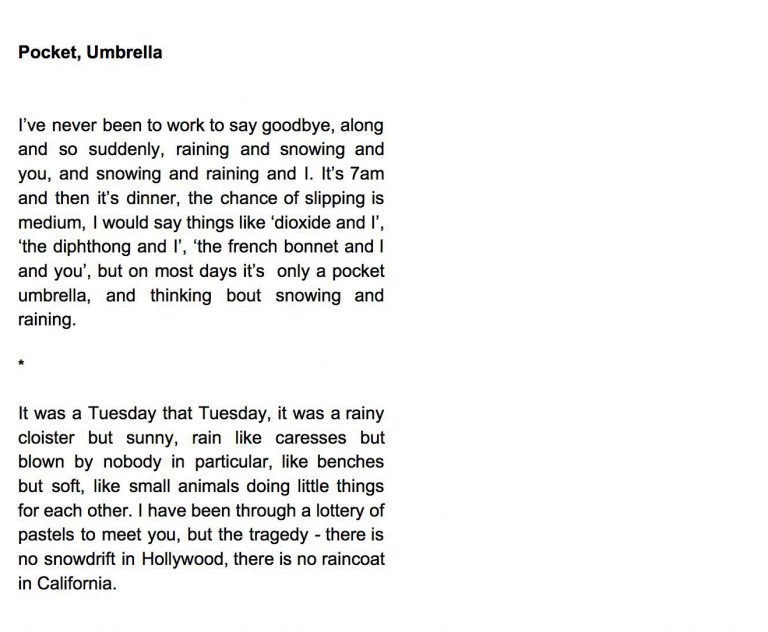 Pocket, Umbrella
I’ve never been to work to say goodbye, along
and so suddenly, raining and snowing and
you, and snowing and raining and I. It’s 7am
and then it’s dinner, the chance of slipping is
medium, I would say things like ‘dioxide and I’,
‘the diphthong and I’, ‘the french bonnet and I
and you’, but on most days it’s  only a pocket
umbrella, and thinking bout snowing and
raining.
*
It was a Tuesday that Tuesday, it was a rainy
cloister but sunny, rain like caresses but
blown by nobody in particular, like benches
but soft, like small animals doing little things
for each other. I have been through a lottery of
pastels to meet you, but the tragedy - there is
no snowdrift in Hollywood, there is no raincoat
in California.